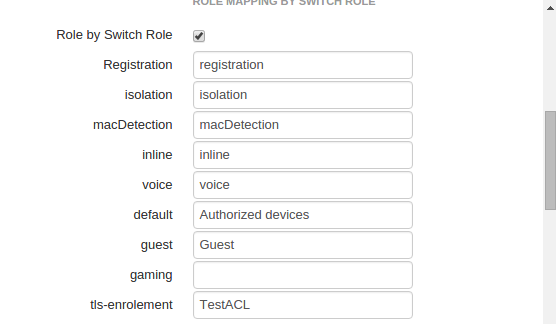 ROLE MAPPING BY SWITCH ROLE
Role by Switch Role
Registration registration
isolation isolation
macDetection macDetection
inline inline
voice voice
default Authorized devices
guest Guest
gaming
tls-enrolement TestACL